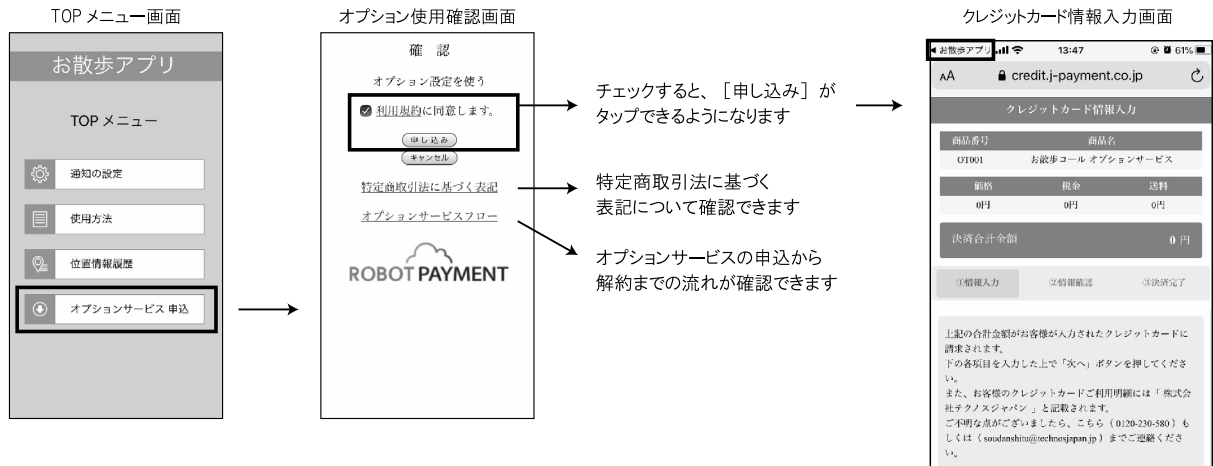 TOP メニュー画面
お散歩アプリ
TOP メニュー
通知の設定
使用方法
位置情報履歴
オプションサービス 申込
オプション使用確認画面
確 認
オプション設定を使う
利用規約に同意します。
申し込み
キャンセル
特定商取引法に基づく表記
オプションサービスフロー
ROBOT PAYMENT
チェックすると、［申し込み］が
タップできるようになります
特定商取引法に基づく
表記について確認できます
オプションサービスの申込から
解約までの流れが確認できます
クレジットカード情報入力画面
お散歩アプリ 13:47 61%
AA credit.j-payment.co.jp
クレジットカード情報入力
商品番号 商品名
OT001 お散歩コール オプションサービス
価格 税金 送料
0円 0円 0円
決済合計金額 0 円
①情報入力 ②情報確認 ③決済完了
上記の合計金額がお客様が入力されたクレジットカードに
請求されます。
下の各項目を入力した上で「次へ」ボタンを押してくださ
い。
また、お客様のクレジットカードご利用明細には「 株式会
社テクノスジャパン 」と記載されます。
ご不明な点がございましたら、こちら（ 0120-230-580 ）も
しくは（ soudanshitu@technosjapan.jp ）までご連絡くださ
い。